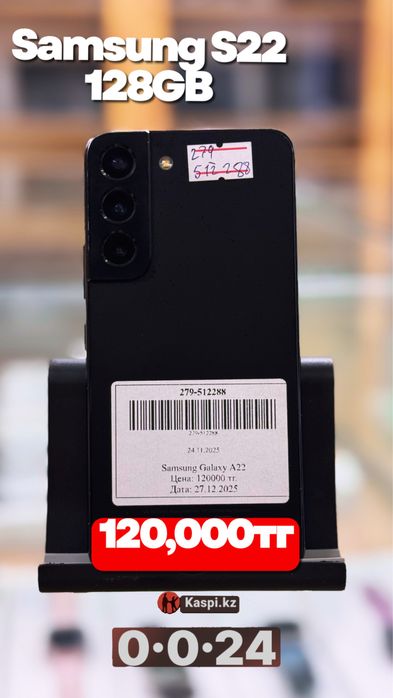 Samsung S22
128GB
279
512 288
279-512288
279-512288
24.11.2025
Samsung Galaxy A22
Цена: 120000 тг.
Дата: 27.12.2025
120,000тг
Kaspi.kz
0·0·24